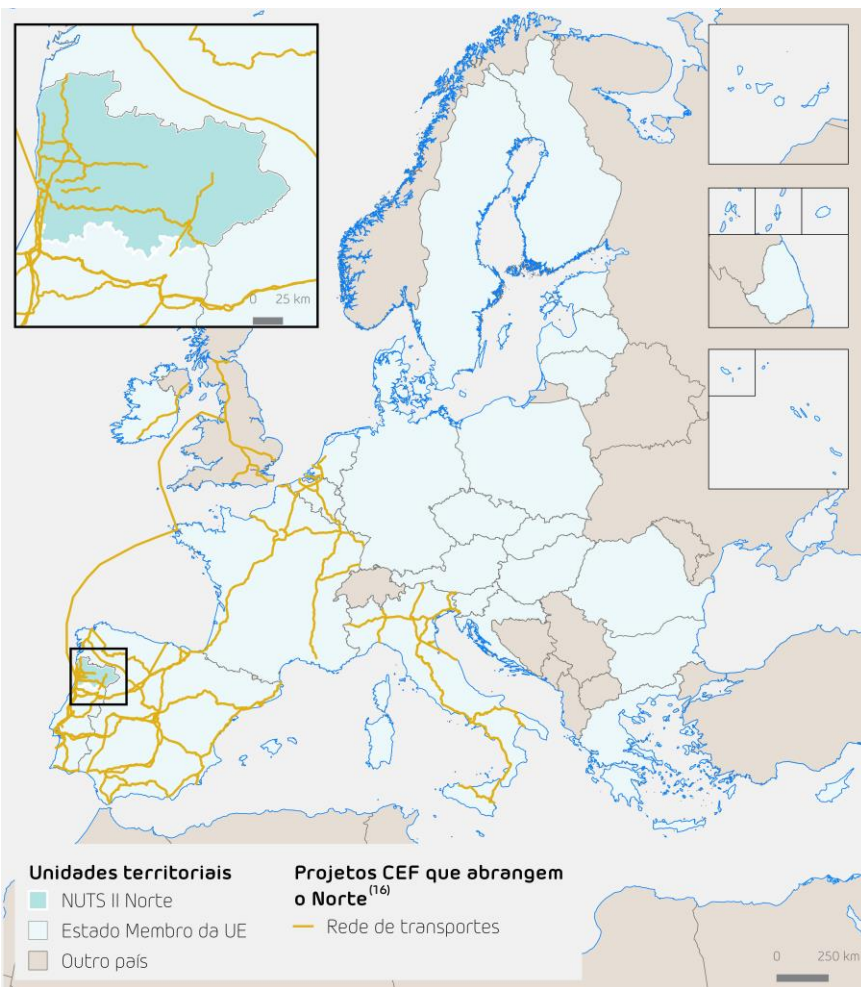 0 25 km
Unidades territoriais
NUTS II Norte
Estado Membro da UE
Outro país
Projetos CEF que abrangem
o Norte(16)
Rede de transportes
0 250 km